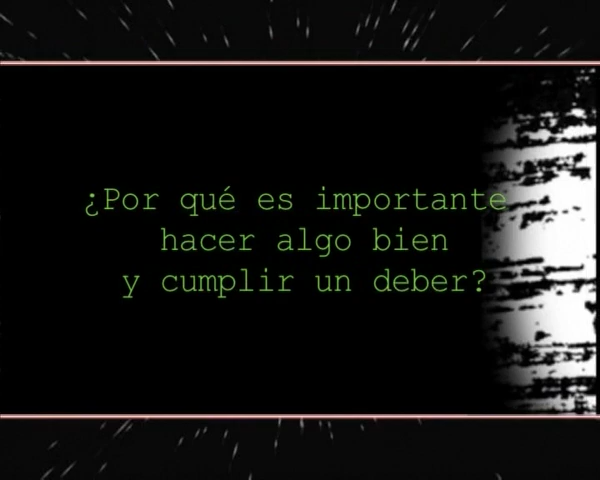 ¿Por qué es importante
hacer algo bien
y cumplir un deber?